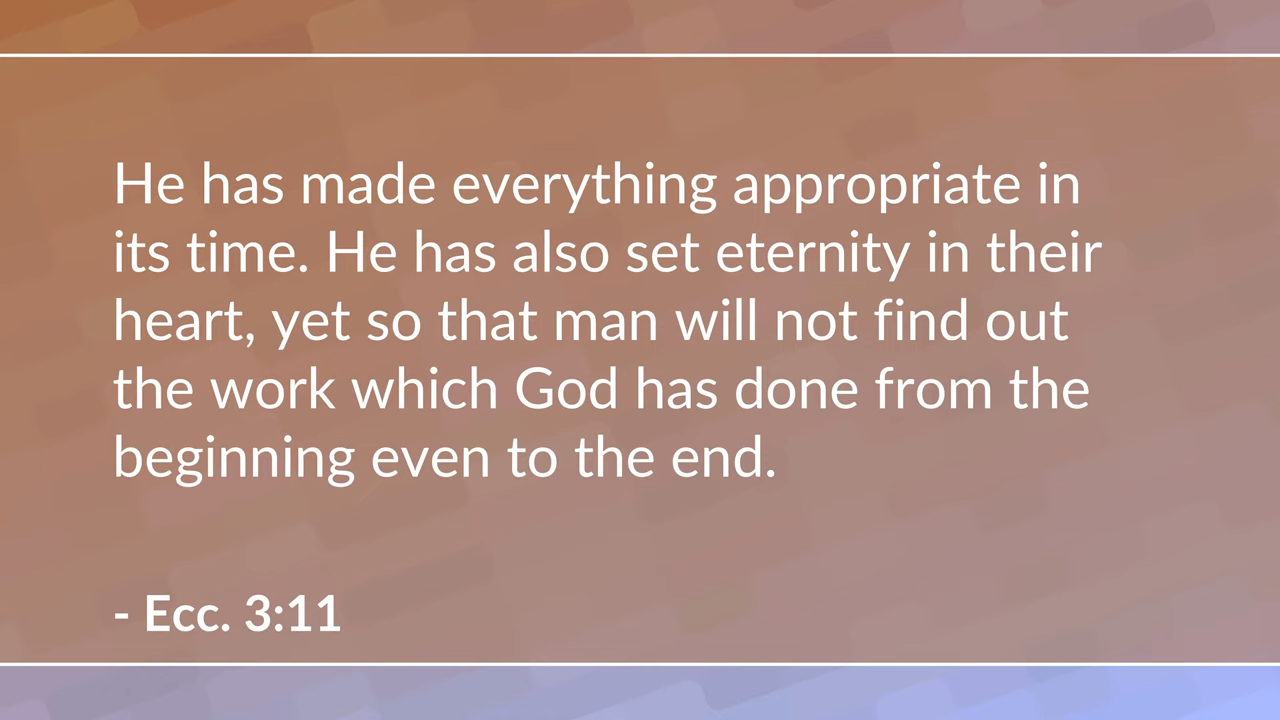 He has made everything appropriate in
its time. He has also set eternity in their
heart, yet so that man will not find out
the work which God has done from the
beginning even to the end.
- Ecc. 3:11